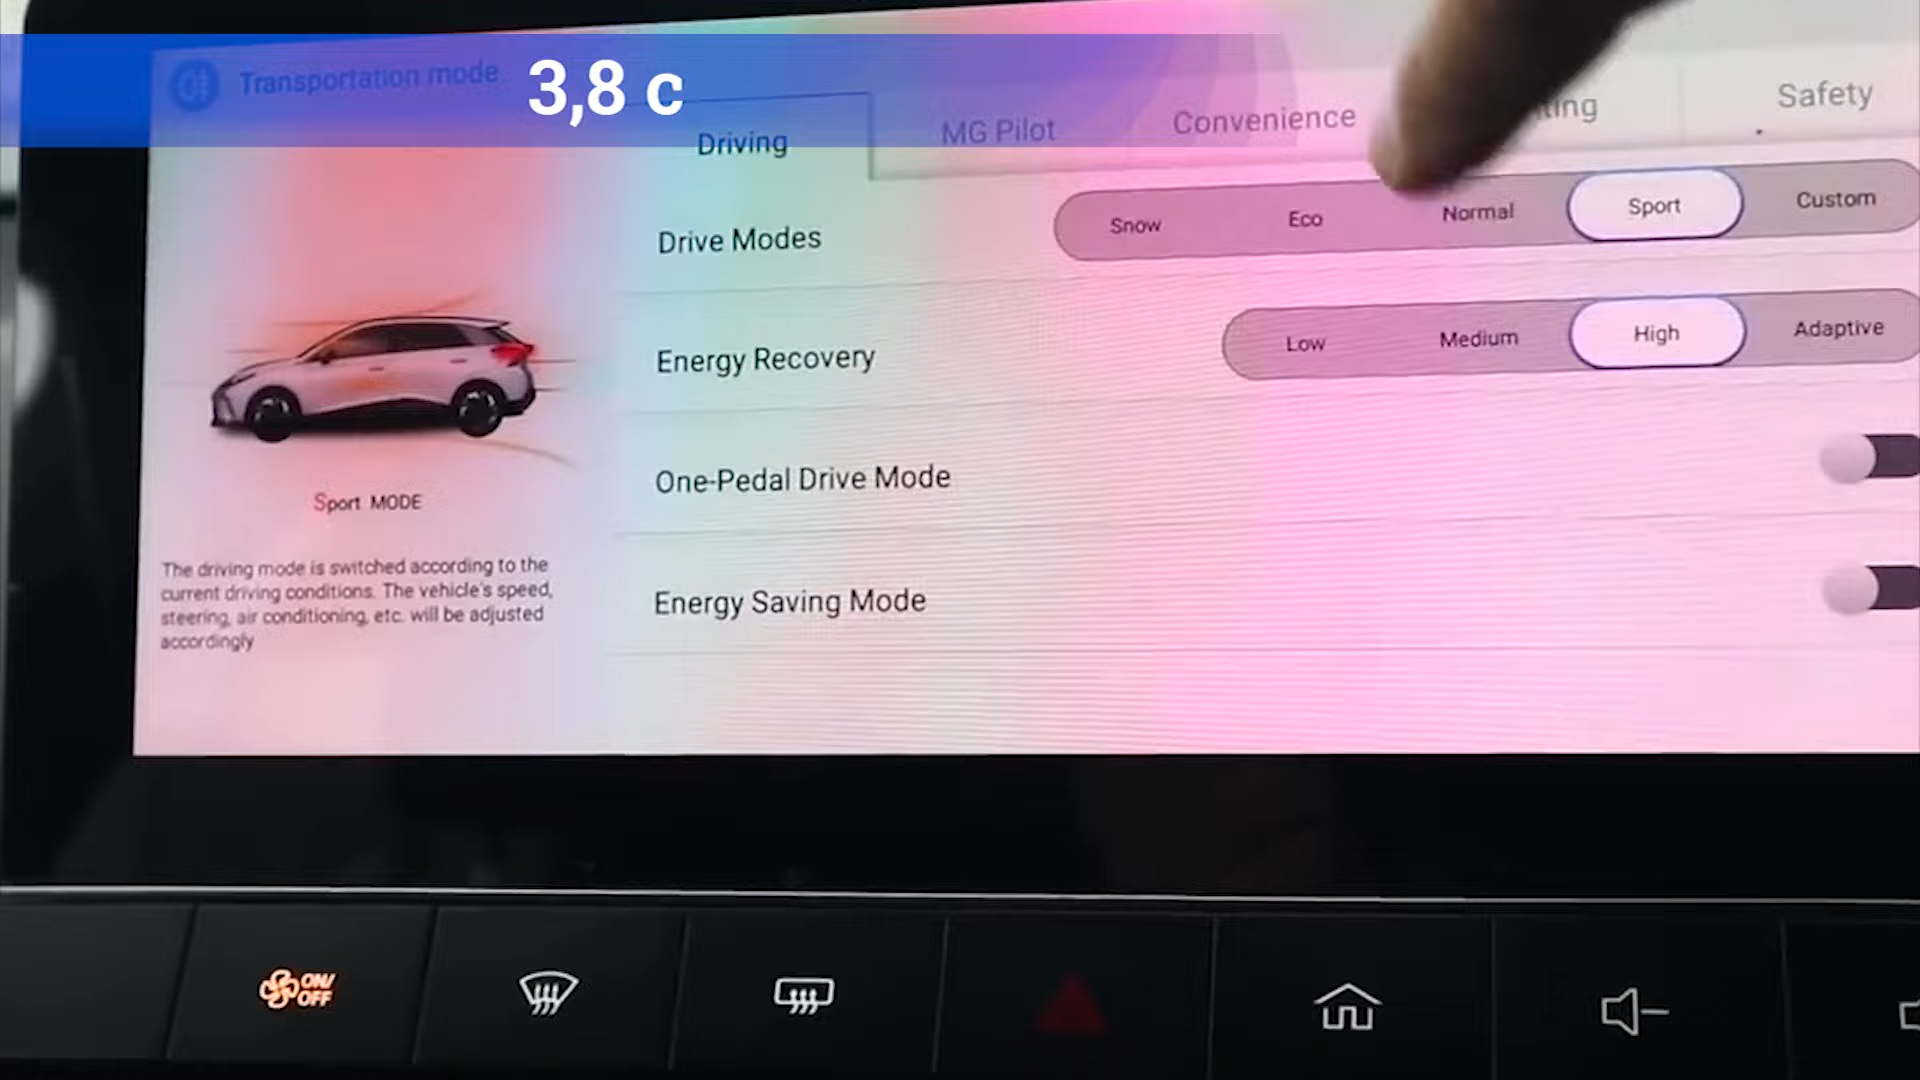 Transportation mode
3,8 с
Driving
MG Pilot
Convenience
ting
Safety
Drive Modes
Snow
Eco
Normal
Sport
Custom
Energy Recovery
Low
Medium
High
Adaptive
One-Pedal Drive Mode
Energy Saving Mode
Sport MODE
The driving mode is switched according to the
current driving conditions. The vehicle's speed,
steering, air conditioning, etc. will be adjusted
accordingly
ON/
OFF